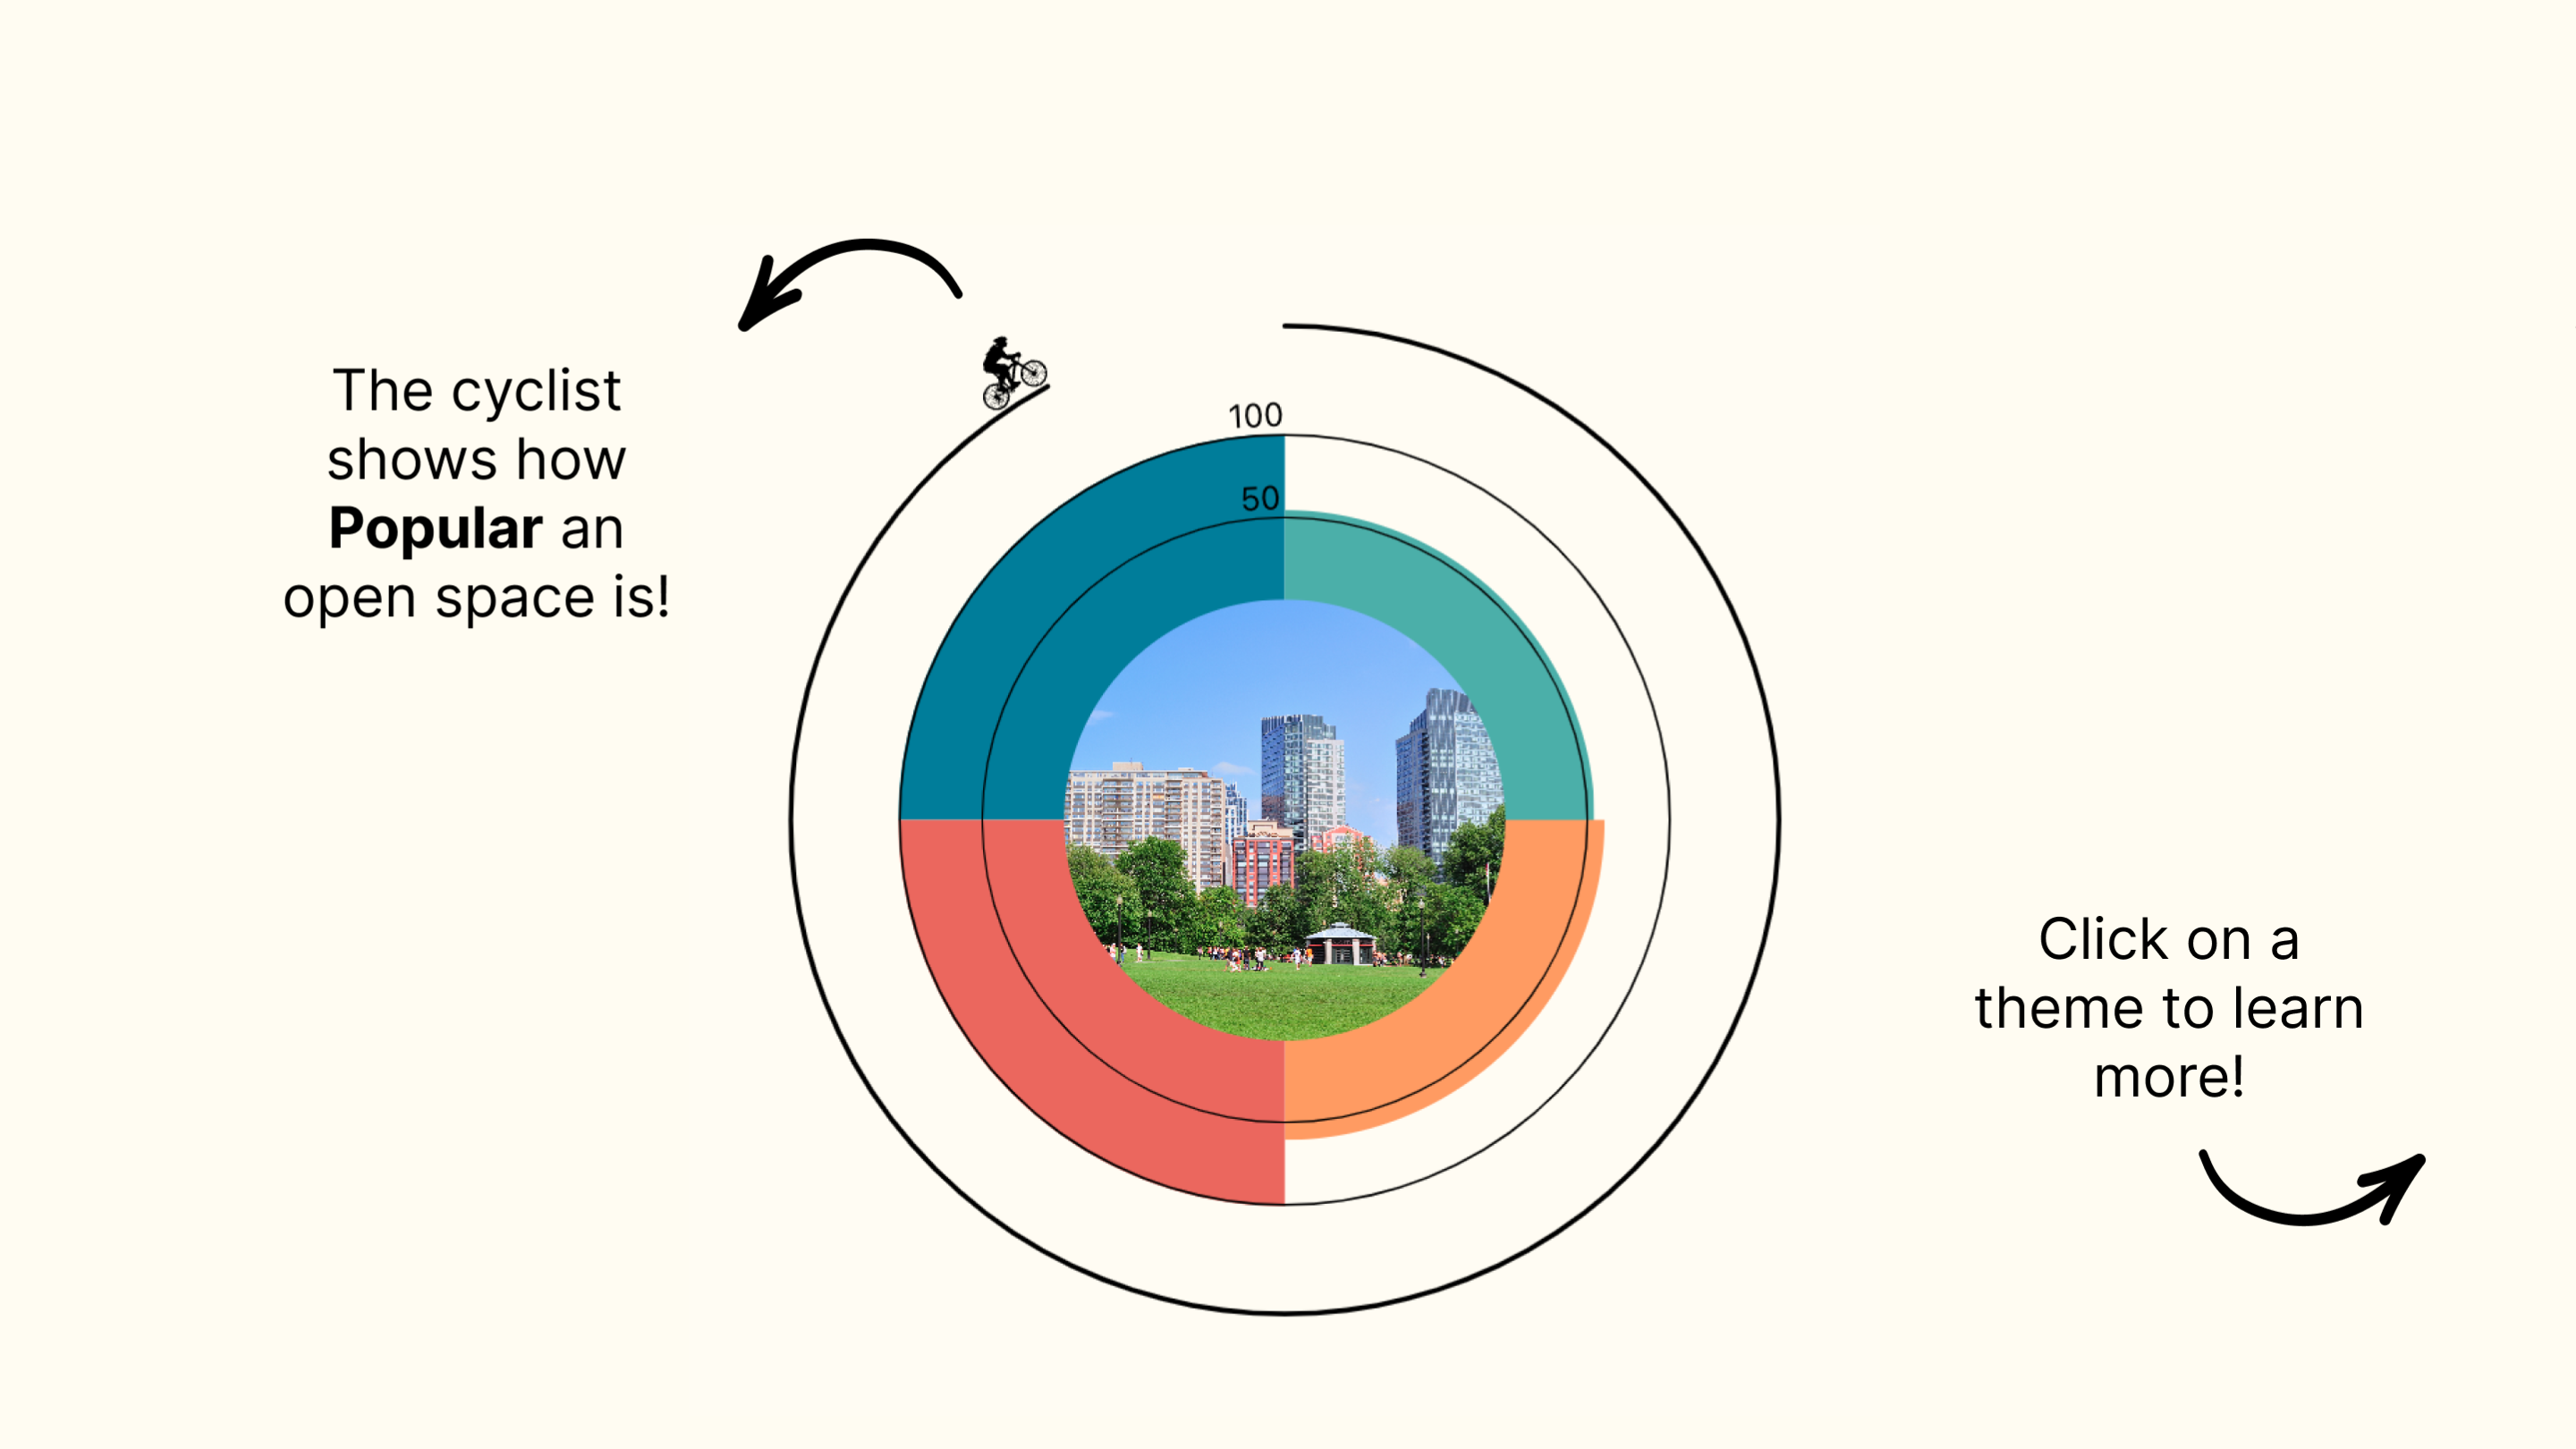 The cyclist
shows how
Popular an
open space is!
100
50
Click on a
theme to learn
more!